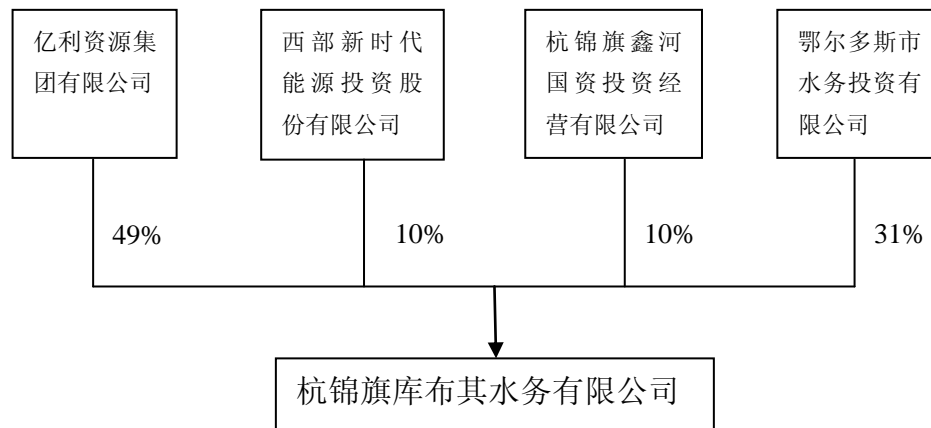 亿利资源集
团有限公司
西部新时代
能源投资股
份有限公司
杭锦旗鑫河
国资投资经
营有限公司
鄂尔多斯市
水务投资有
限公司
49%
10%
10%
31%
杭锦旗库布其水务有限公司